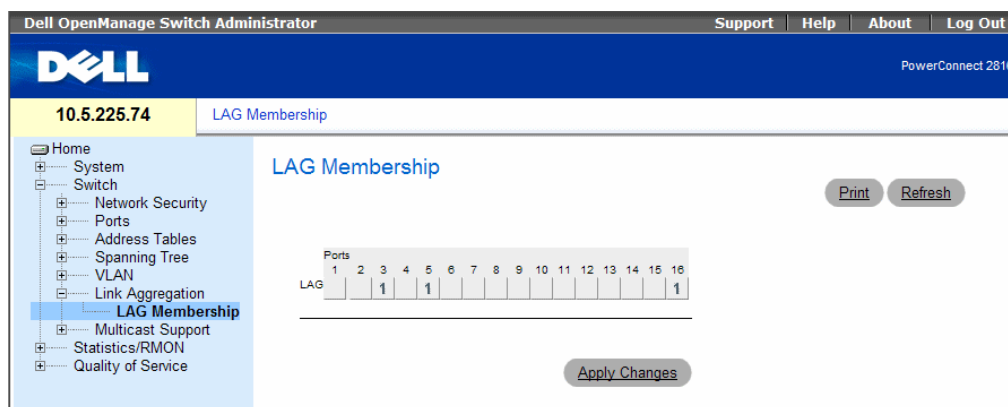 Dell OpenManage Switch Administrator Support Help About Log Out
DELL
PowerConnect 2816
10.5.225.74 LAG Membership
Home
System
Switch
Network Security
Ports
Address Tables
Spanning Tree
VLAN
Link Aggregation
LAG Membership
Multicast Support
Statistics/RMON
Quality of Service
LAG Membership
Print Refresh
Ports
1 2 3 4 5 6 7 8 9 10 11 12 13 14 15 16
LAG 1 1 1
Apply Changes